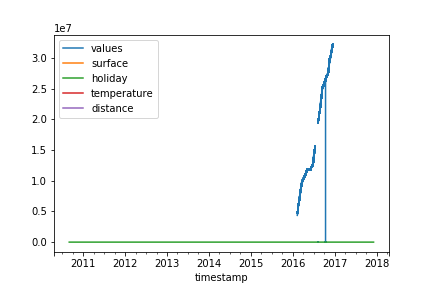 1e7
values
surface
holiday
temperature
distance
3.0
2.5
2.0
1.5
1.0
0.5
0.0
2011 2012 2013 2014 2015 2016 2017 2018
timestamp